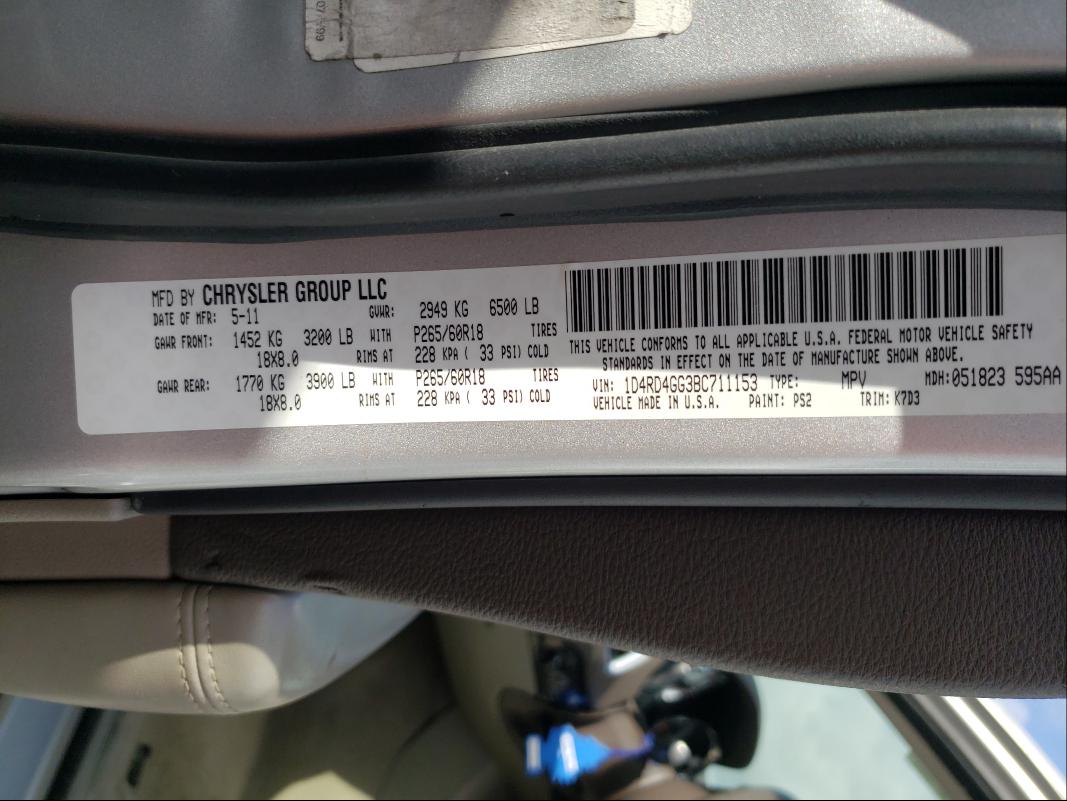 MFD BY CHRYSLER GROUP LLC
DATE OF MFR: 5-11 GVWR: 2949 KG 6500 LB
GAWR FRONT: 1452 KG 3200 LB WITH P265/60R18 TIRES
18X8.0 RIMS AT 228 KPA ( 33 PSI) COLD
GAWR REAR: 1770 KG 3900 LB WITH P265/60R18 TIRES
18X8.0 RIMS AT 228 KPA ( 33 PSI) COLD
THIS VEHICLE CONFORMS TO ALL APPLICABLE U.S.A. FEDERAL MOTOR VEHICLE SAFETY
STANDARDS IN EFFECT ON THE DATE OF MANUFACTURE SHOWN ABOVE.
VIN: 1D4RD4GG3BC711153 TYPE: MPV MDH:051823 595AA
VEHICLE MADE IN U.S.A. PAINT: PS2 TRIM: K7D3